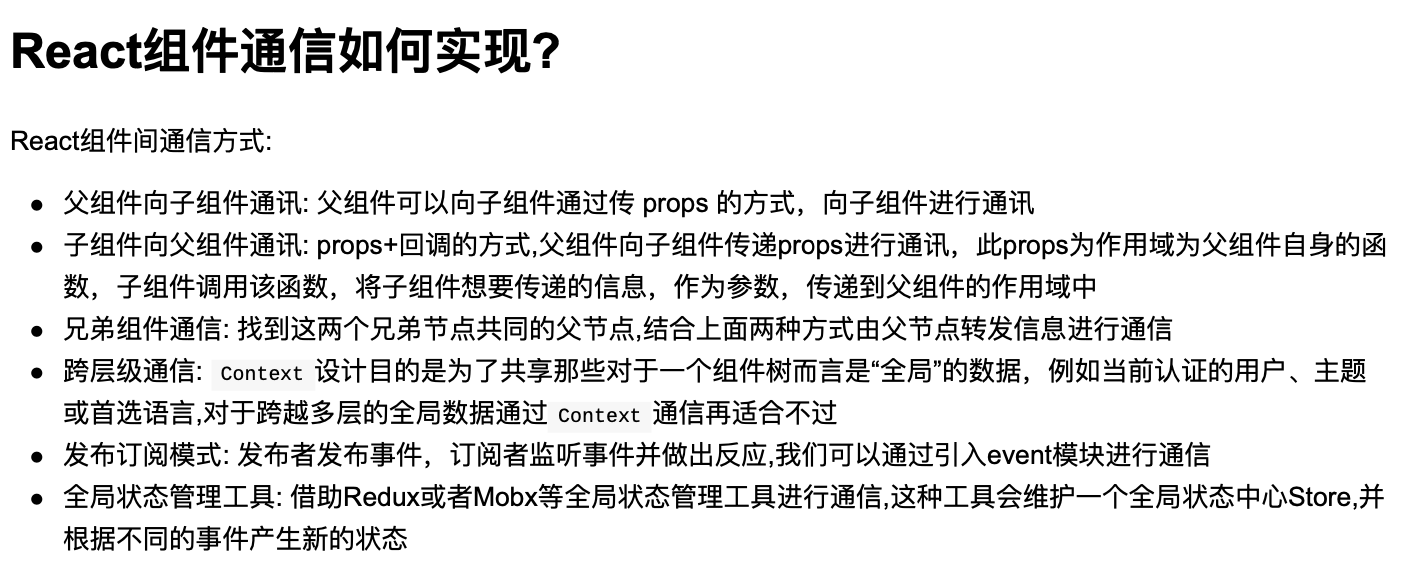 React组件通信如何实现?
React组件间通信方式:
● 父组件向子组件通讯: 父组件可以向子组件通过传 props 的方式，向子组件进行通讯
● 子组件向父组件通讯: props+回调的方式,父组件向子组件传递props进行通讯，此props为作用域为父组件自身的函
数，子组件调用该函数，将子组件想要传递的信息，作为参数，传递到父组件的作用域中
● 兄弟组件通信: 找到这两个兄弟节点共同的父节点,结合上面两种方式由父节点转发信息进行通信
● 跨层级通信: Context 设计目的是为了共享那些对于一个组件树而言是“全局”的数据，例如当前认证的用户、主题
或首选语言,对于跨越多层的全局数据通过 Context 通信再适合不过
● 发布订阅模式: 发布者发布事件，订阅者监听事件并做出反应,我们可以通过引入event模块进行通信
● 全局状态管理工具: 借助Redux或者Mobx等全局状态管理工具进行通信,这种工具会维护一个全局状态中心Store,并
根据不同的事件产生新的状态